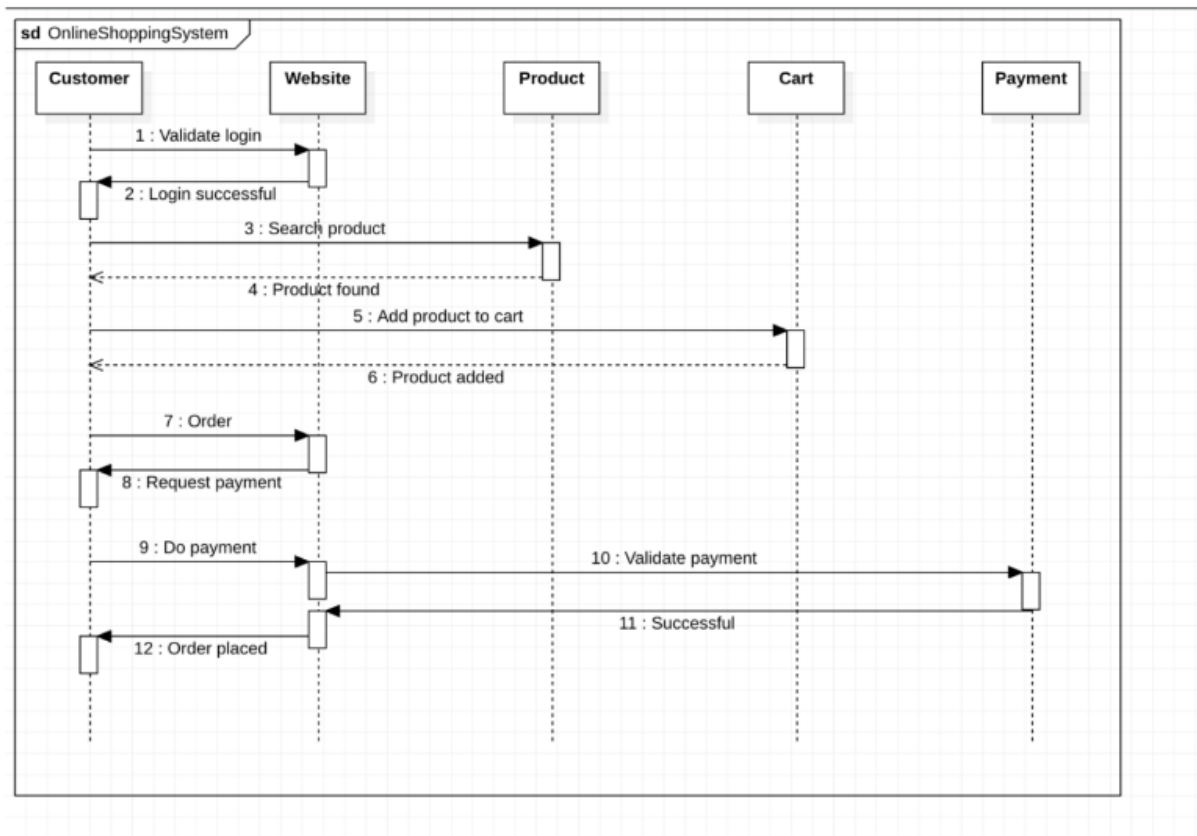 sd OnlineShoppingSystem
Customer
Website
Product
Cart
Payment
1 : Validate login
2 : Login successful
3 : Search product
4 : Product found
5 : Add product to cart
6 : Product added
7 : Order
8 : Request payment
9 : Do payment
10 : Validate payment
11 : Successful
12 : Order placed